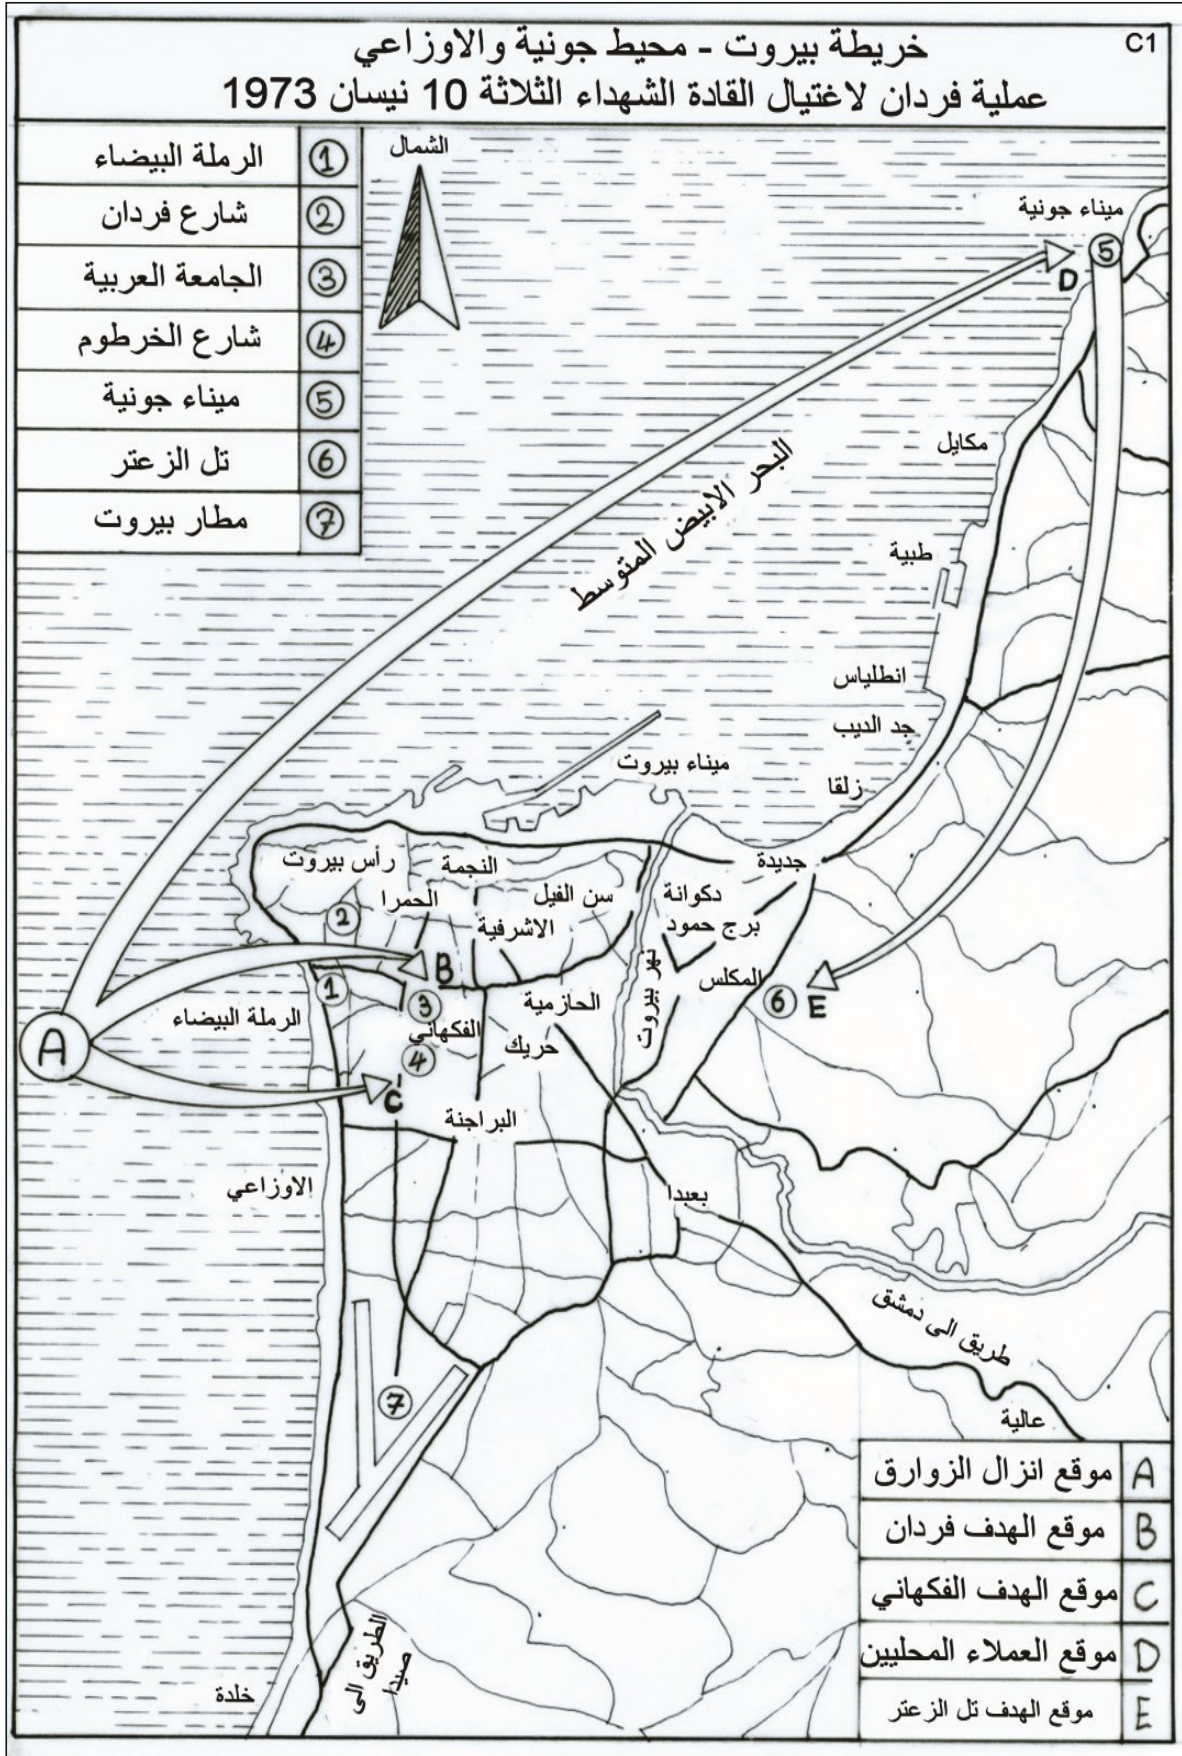 C1
خريطة بيروت - محيط جونية والاوزاعي
عملية فردان لاغتيال القادة الشهداء الثلاثة 10 نيسان 1973
الرملة البيضاء 1
شارع فردان 2
الجامعة العربية 3
شارع الخرطوم 4
ميناء جونية 5
تل الزعتر 6
مطار بيروت 7
الشمال
ميناء جونية
5
D
مكايل
البحر الابيض المتوسط
طبية
انطلياس
جد الديب
ميناء بيروت
زلقا
رأس بيروت
النجمة
جديدة
الحمرا
سن الفيل
دكوانة
2
الاشرفية
برج حمود
B
نهر بيروت
المكلس
1
3
الحازمية
6
E
الرملة البيضاء
الفكهاني
حريك
A
4
C
البراجنة
الاوزاعي
بعبدا
طريق الى دمشق
7
عالية
A موقع انزال الزوارق
B موقع الهدف فردان
C موقع الهدف الفكهاني
D موقع العملاء المحليين
E موقع الهدف تل الزعتر
الطريق الى
صيدا
خلدة